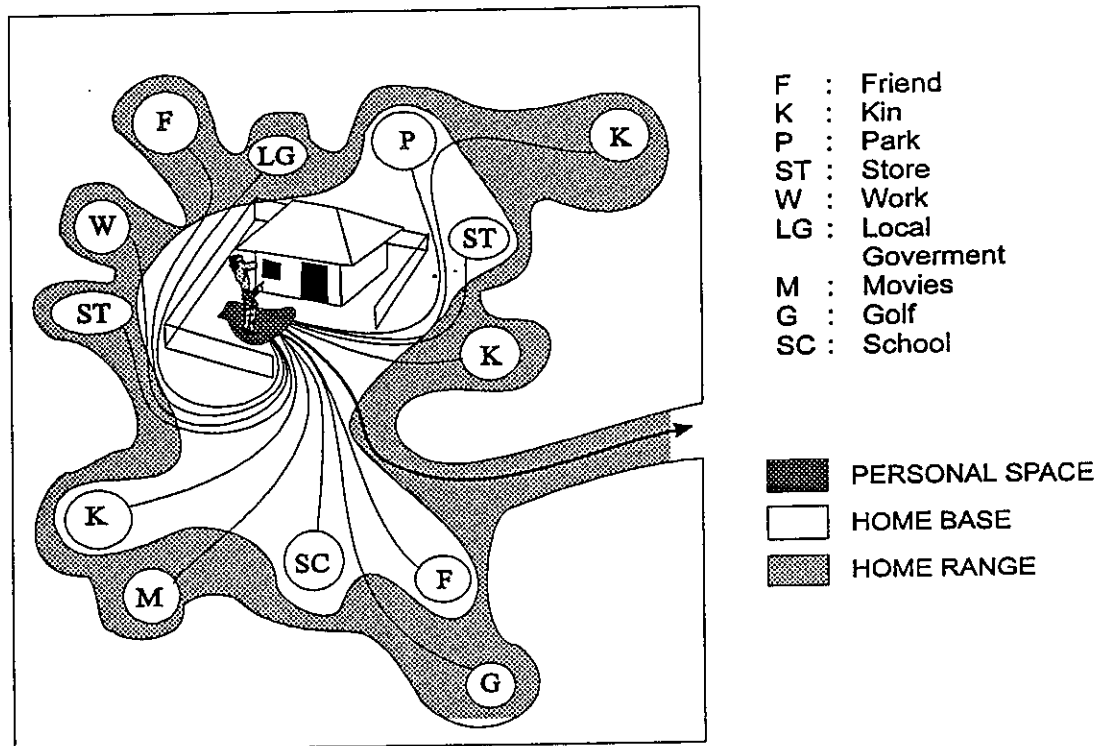 F
LG
P
K
W
ST
ST
K
K
SC
F
M
G
F : Friend
K : Kin
P : Park
ST : Store
W : Work
LG : Local
Goverment
M : Movies
G : Golf
SC : School
PERSONAL SPACE
HOME BASE
HOME RANGE